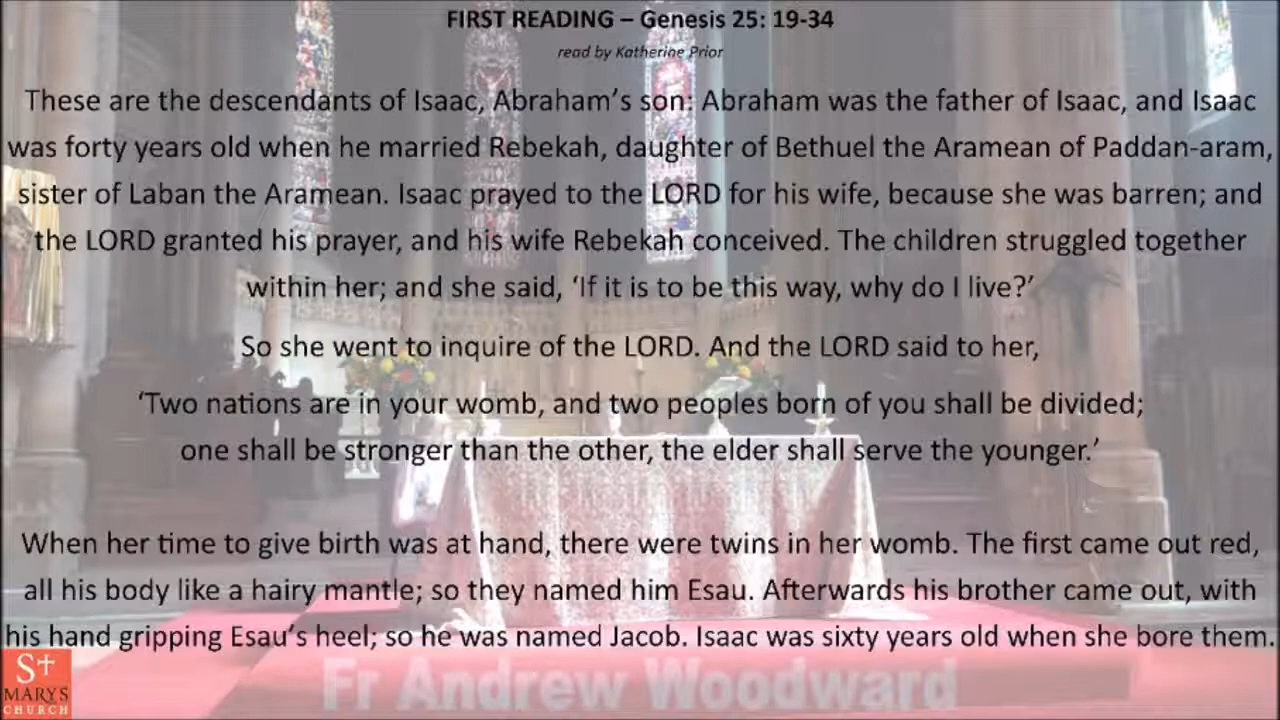 FIRST READING – Genesis 25: 19-34
read by Katherine Prior
These are the descendants of Isaac, Abraham’s son: Abraham was the father of Isaac, and Isaac
was forty years old when he married Rebekah, daughter of Bethuel the Aramean of Paddan-aram,
sister of Laban the Aramean. Isaac prayed to the LORD for his wife, because she was barren; and
the LORD granted his prayer, and his wife Rebekah conceived. The children struggled together
within her; and she said, ‘If it is to be this way, why do I live?’
So she went to inquire of the LORD. And the LORD said to her,
‘Two nations are in your womb, and two peoples born of you shall be divided;
one shall be stronger than the other, the elder shall serve the younger.’
When her time to give birth was at hand, there were twins in her womb. The first came out red,
all his body like a hairy mantle; so they named him Esau. Afterwards his brother came out, with
his hand gripping Esau’s heel; so he was named Jacob. Isaac was sixty years old when she bore them.
St
MARYS
CHURCH
Fr Andrew Woodward